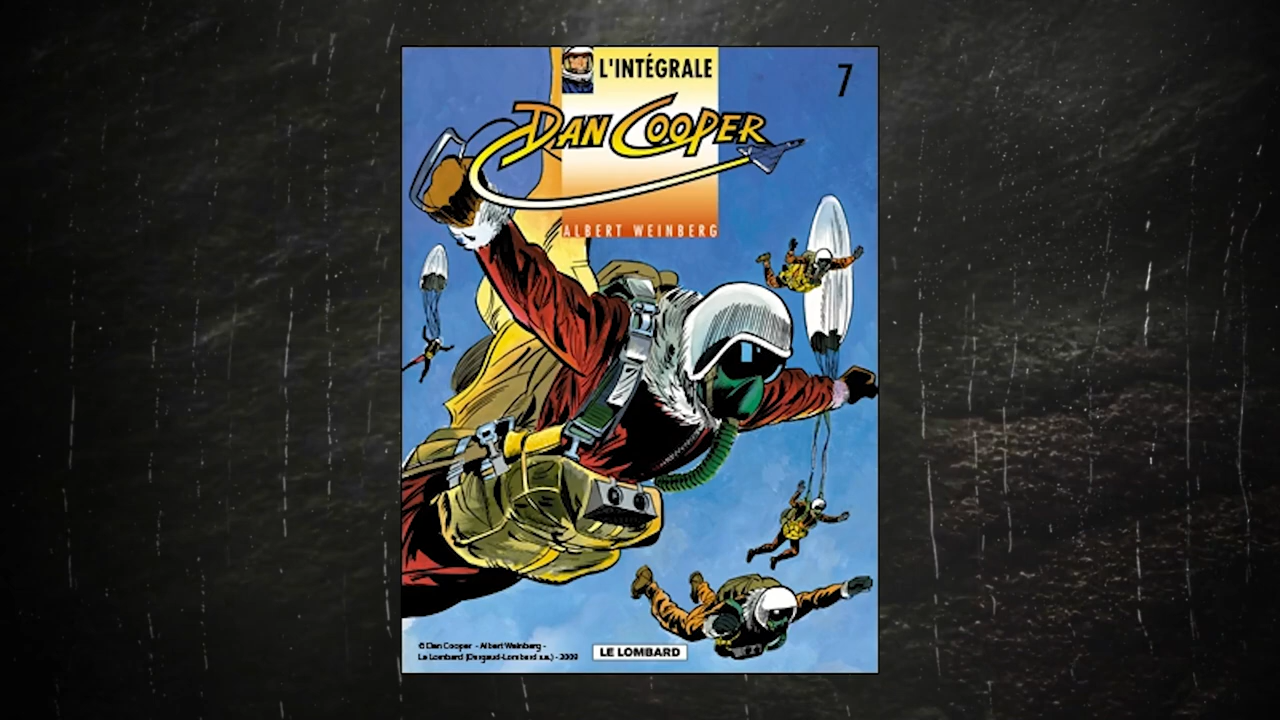 L'INTÉGRALE
7
DAN COOPER
ALBERT WEINBERG
© Dan Cooper - Albert Weinberg -
Le Lombard (Dargaud-Lombard s.a.) - 2009
LE LOMBARD